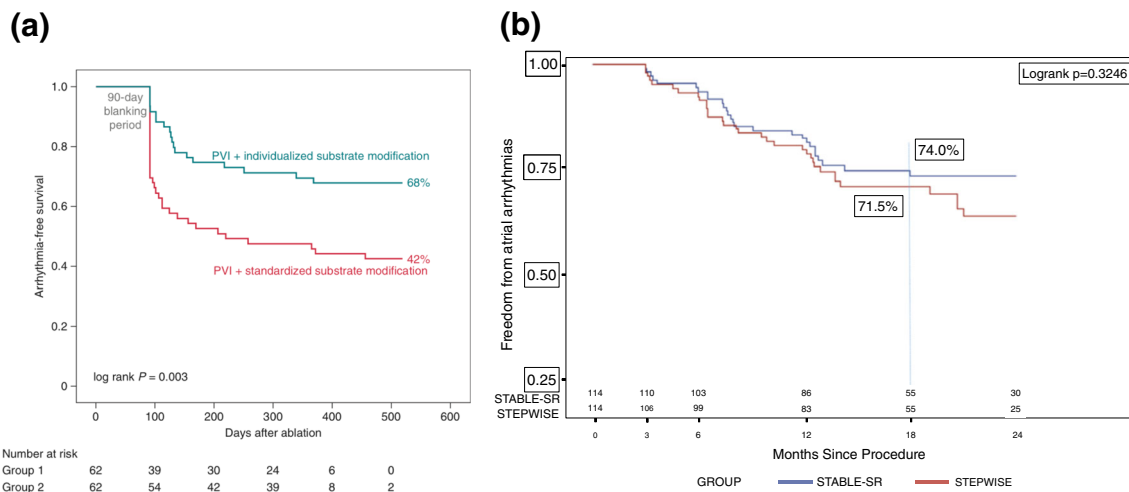 (a)
1.0
0.8
0.6
0.4
0.2
0
Arrhythmia-free survival
90-day
blanking
period
PVI + individualized substrate modification
68%
42%
PVI + standardized substrate modification
log rank P = 0.003
0 100 200 300 400 500 600
Days after ablation
Number at risk
Group 1 62 39 30 24 6 0
Group 2 62 54 42 39 8 2
(b)
1.00
0.75
0.50
0.25
Freedom from atrial arrhythmias
Logrank p=0.3246
74.0%
71.5%
114 110 103 86 55 30
STABLE-SR
STEPWISE
114 106 99 83 55 25
0 3 6 12 18 24
Months Since Procedure
GROUP STABLE-SR STEPWISE